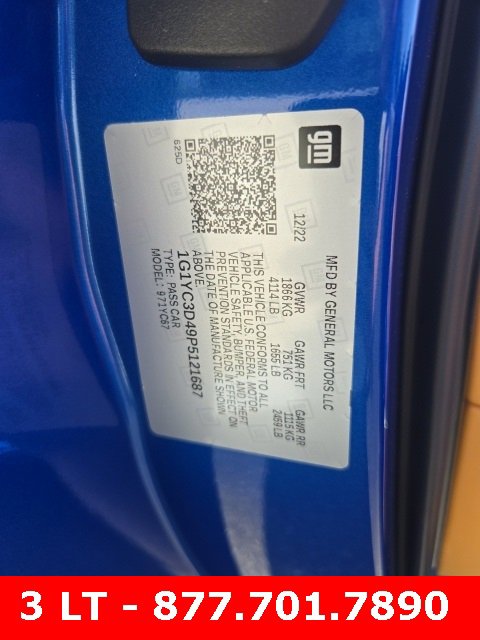 gm
MFD BY GENERAL MOTORS LLC
12/22 GVWR GAWR FRT GAWR RR
1866 KG 751 KG 1115 KG
4114 LB 1655 LB 2459 LB
THIS VEHICLE CONFORMS TO ALL
APPLICABLE U.S. FEDERAL MOTOR
VEHICLE SAFETY, BUMPER, AND THEFT
PREVENTION STANDARDS IN EFFECT ON
THE DATE OF MANUFACTURE SHOWN
ABOVE.
1G1YC3D49P5121687
TYPE: PASS CAR
MODEL: 971YC67
625D
3 LT - 877.701.7890